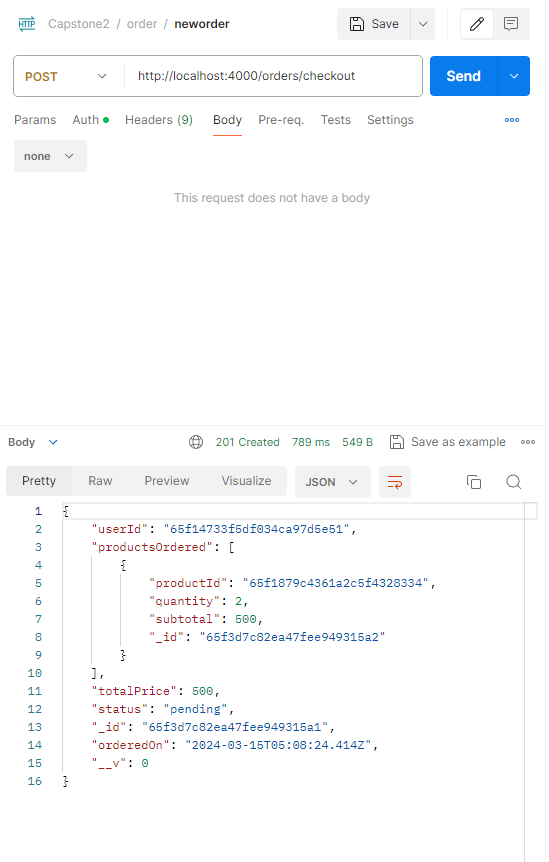 HTTP Capstone2 / order / neworder Save
POST http://localhost:4000/orders/checkout Send
Params Auth Headers (9) Body Pre-req. Tests Settings
none
This request does not have a body
Body 201 Created 789 ms 549 B Save as example
Pretty Raw Preview Visualize JSON
1 {
2 "userId": "65f14733f5df034ca97d5e51",
3 "productsOrdered": [
4 {
5 "productId": "65f1879c4361a2c5f4328334",
6 "quantity": 2,
7 "subtotal": 500,
8 "_id": "65f3d7c82ea47fee949315a2"
9 }
10 ],
11 "totalPrice": 500,
12 "status": "pending",
13 "_id": "65f3d7c82ea47fee949315a1",
14 "orderedOn": "2024-03-15T05:08:24.414Z",
15 "__v": 0
16 }